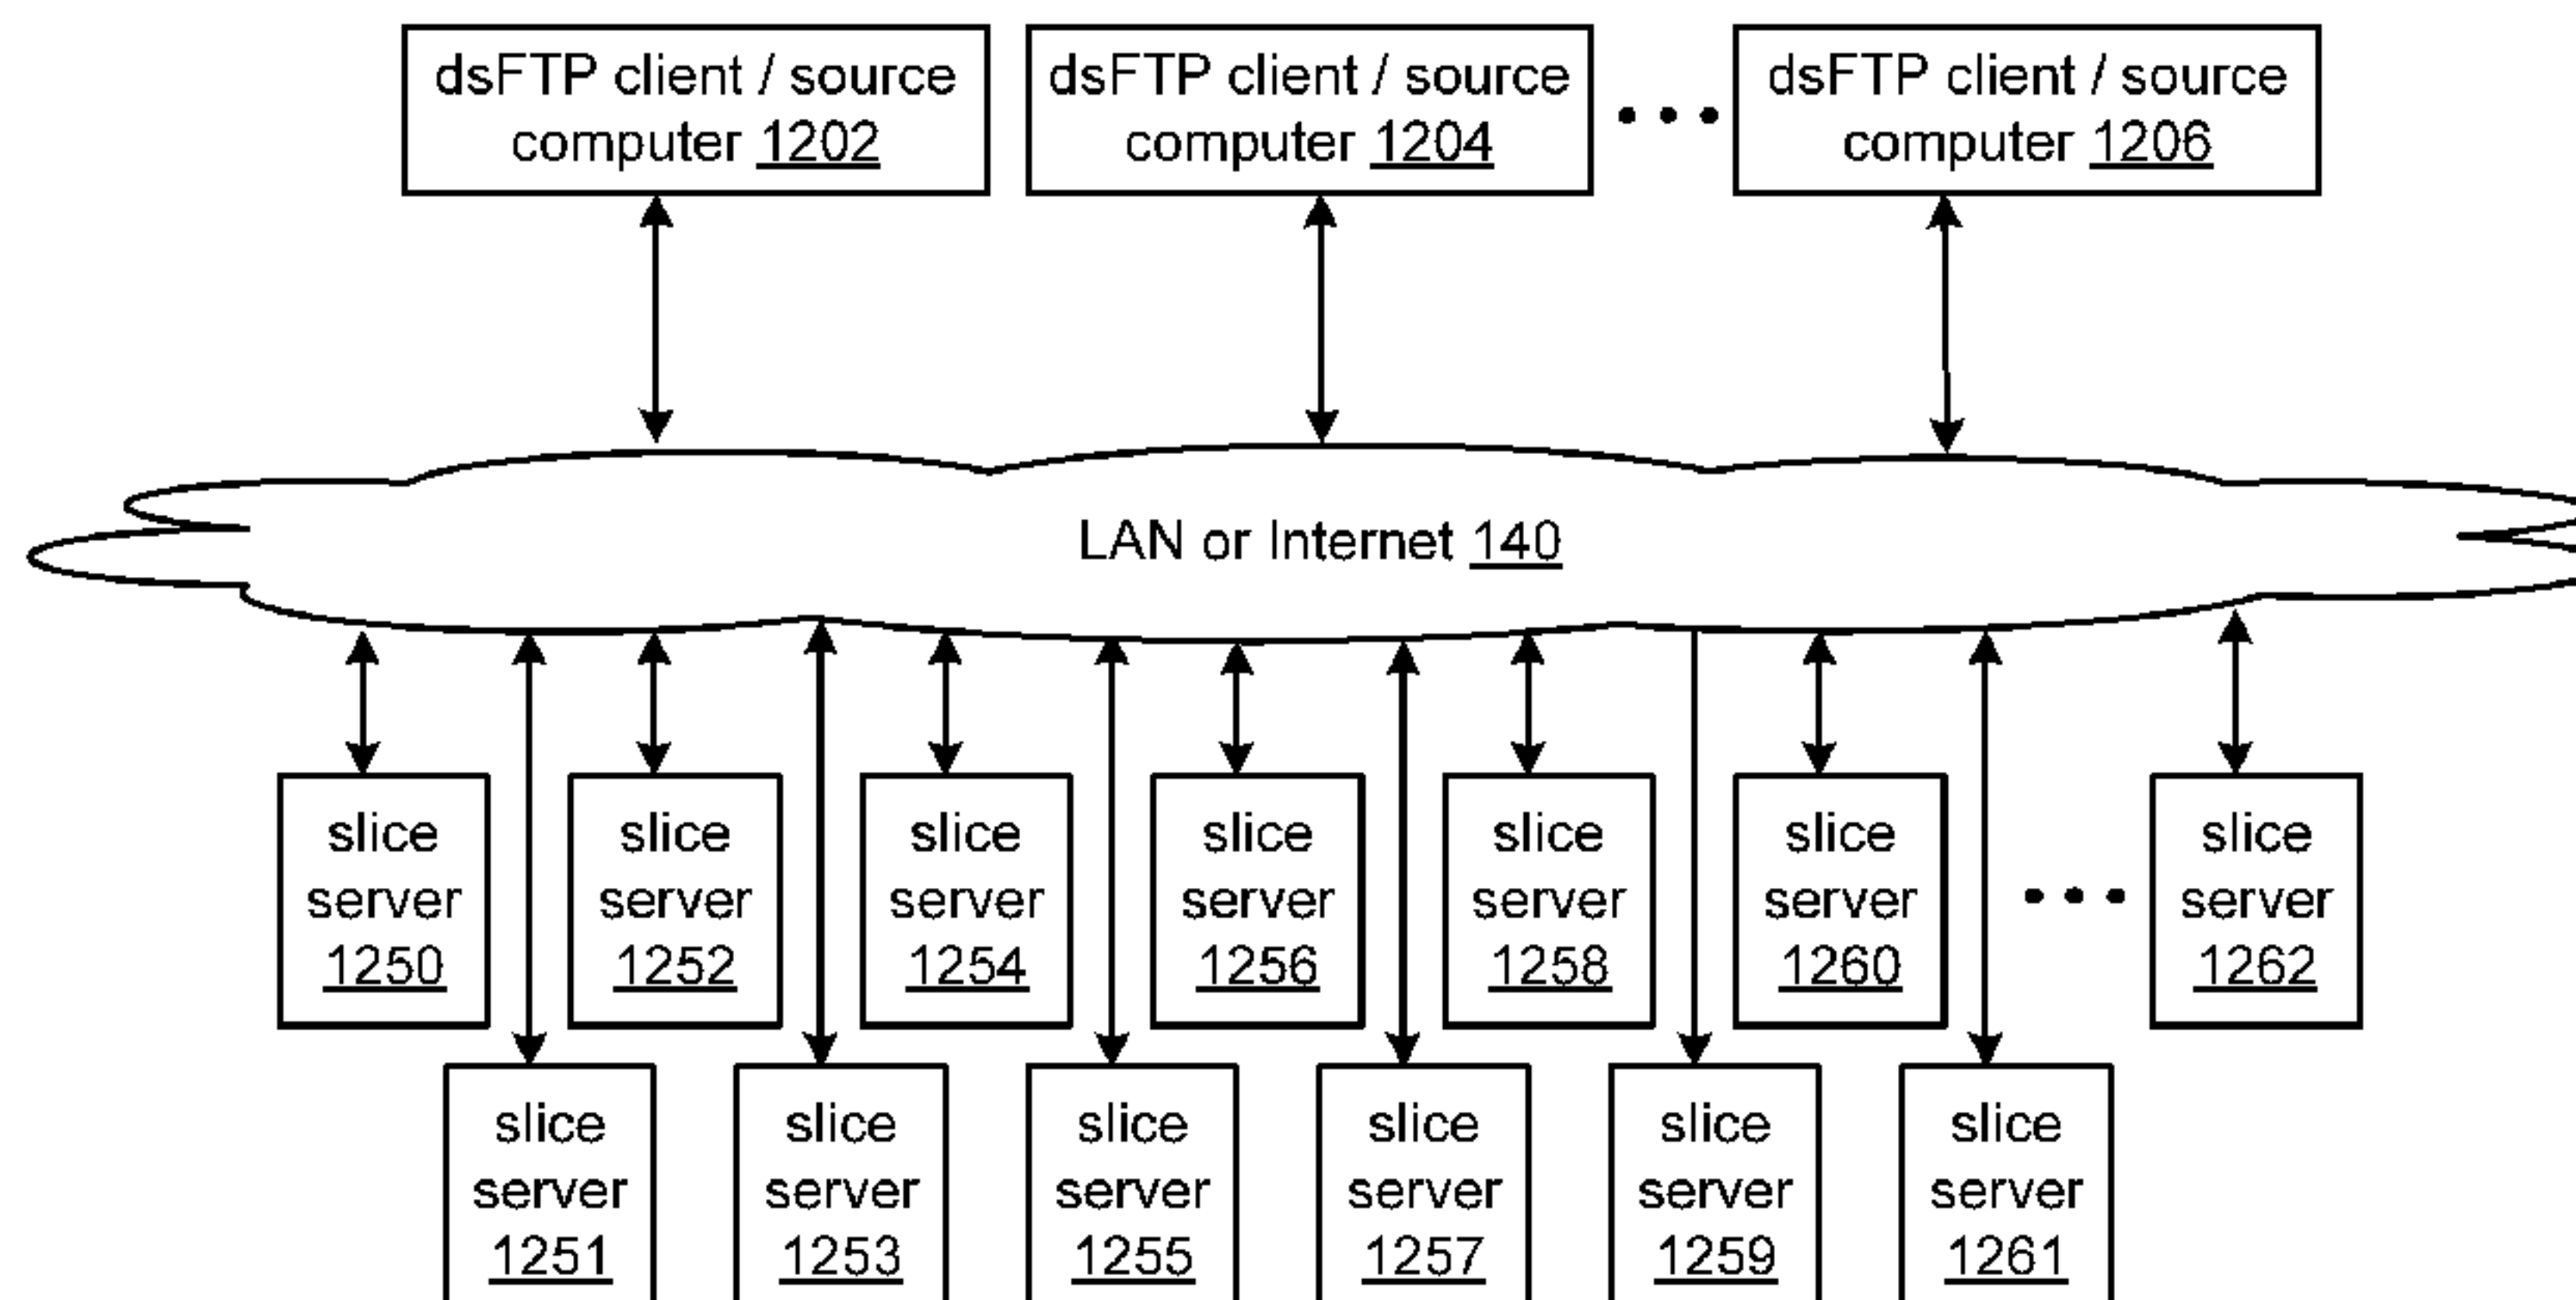 dsFTP client / source
computer 1202
dsFTP client / source
computer 1204
dsFTP client / source
computer 1206
LAN or Internet 140
slice
server
1250
slice
server
1252
slice
server
1254
slice
server
1256
slice
server
1258
slice
server
1260
slice
server
1262
slice
server
1251
slice
server
1253
slice
server
1255
slice
server
1257
slice
server
1259
slice
server
1261